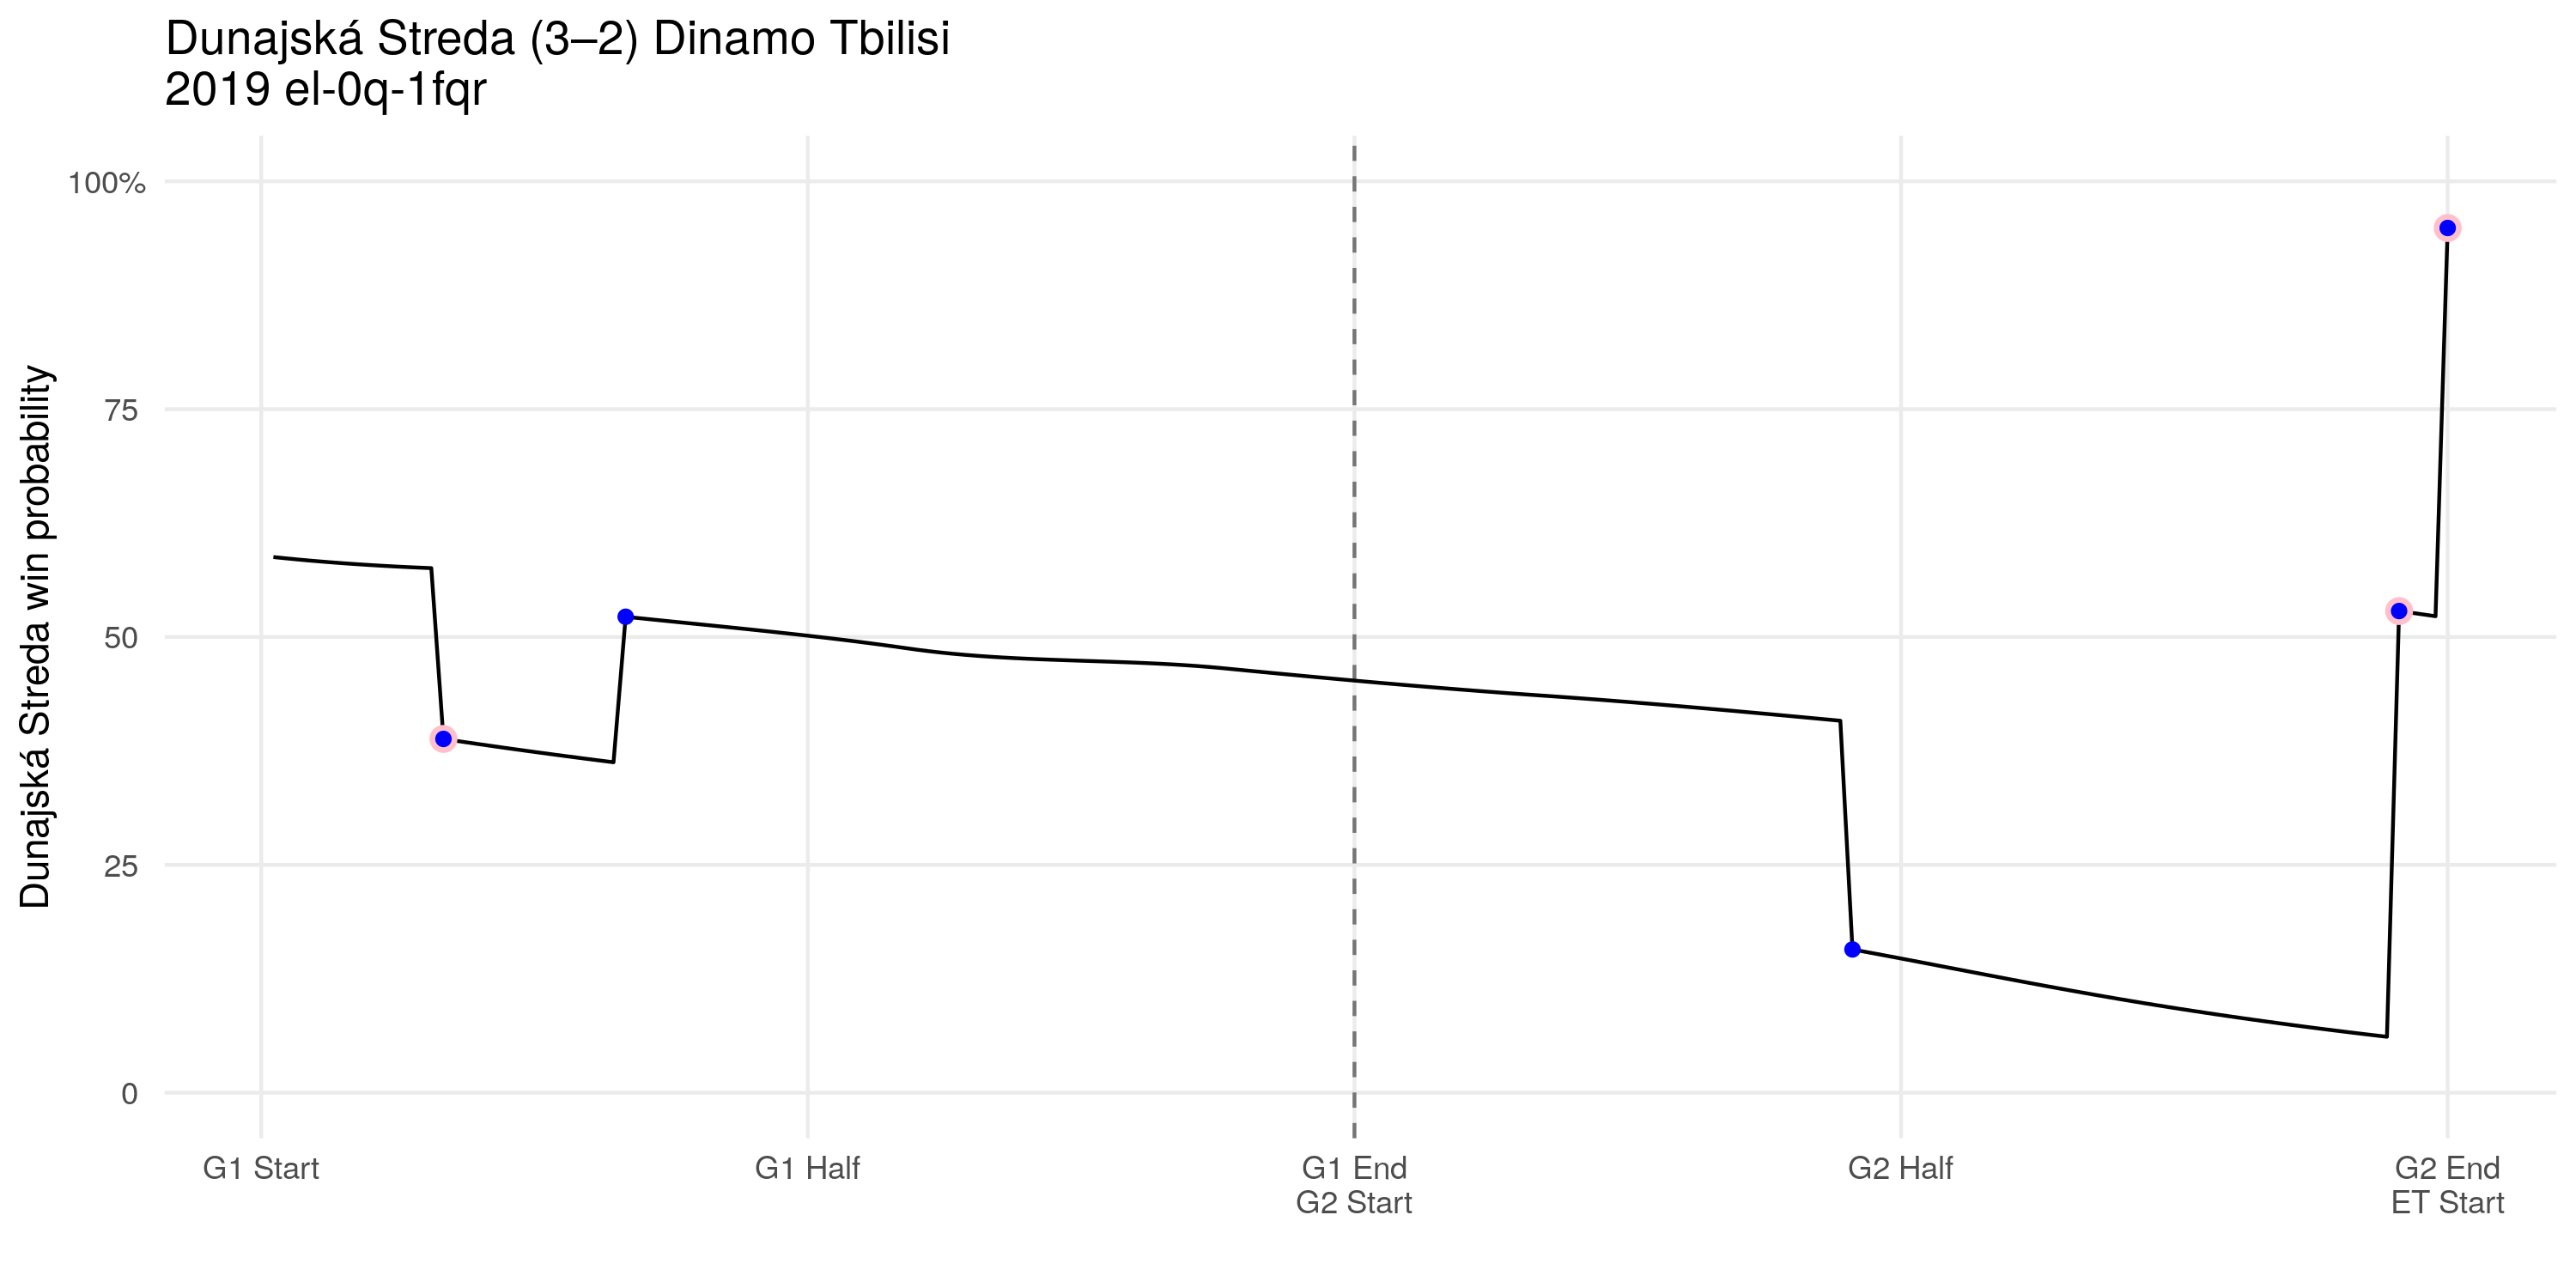 Dunajská Streda (3–2) Dinamo Tbilisi
2019 el-0q-1fqr
Dunajská Streda win probability
100%
75
50
25
0
G1 Start
G1 Half
G1 End
G2 Start
G2 Half
G2 End
ET Start